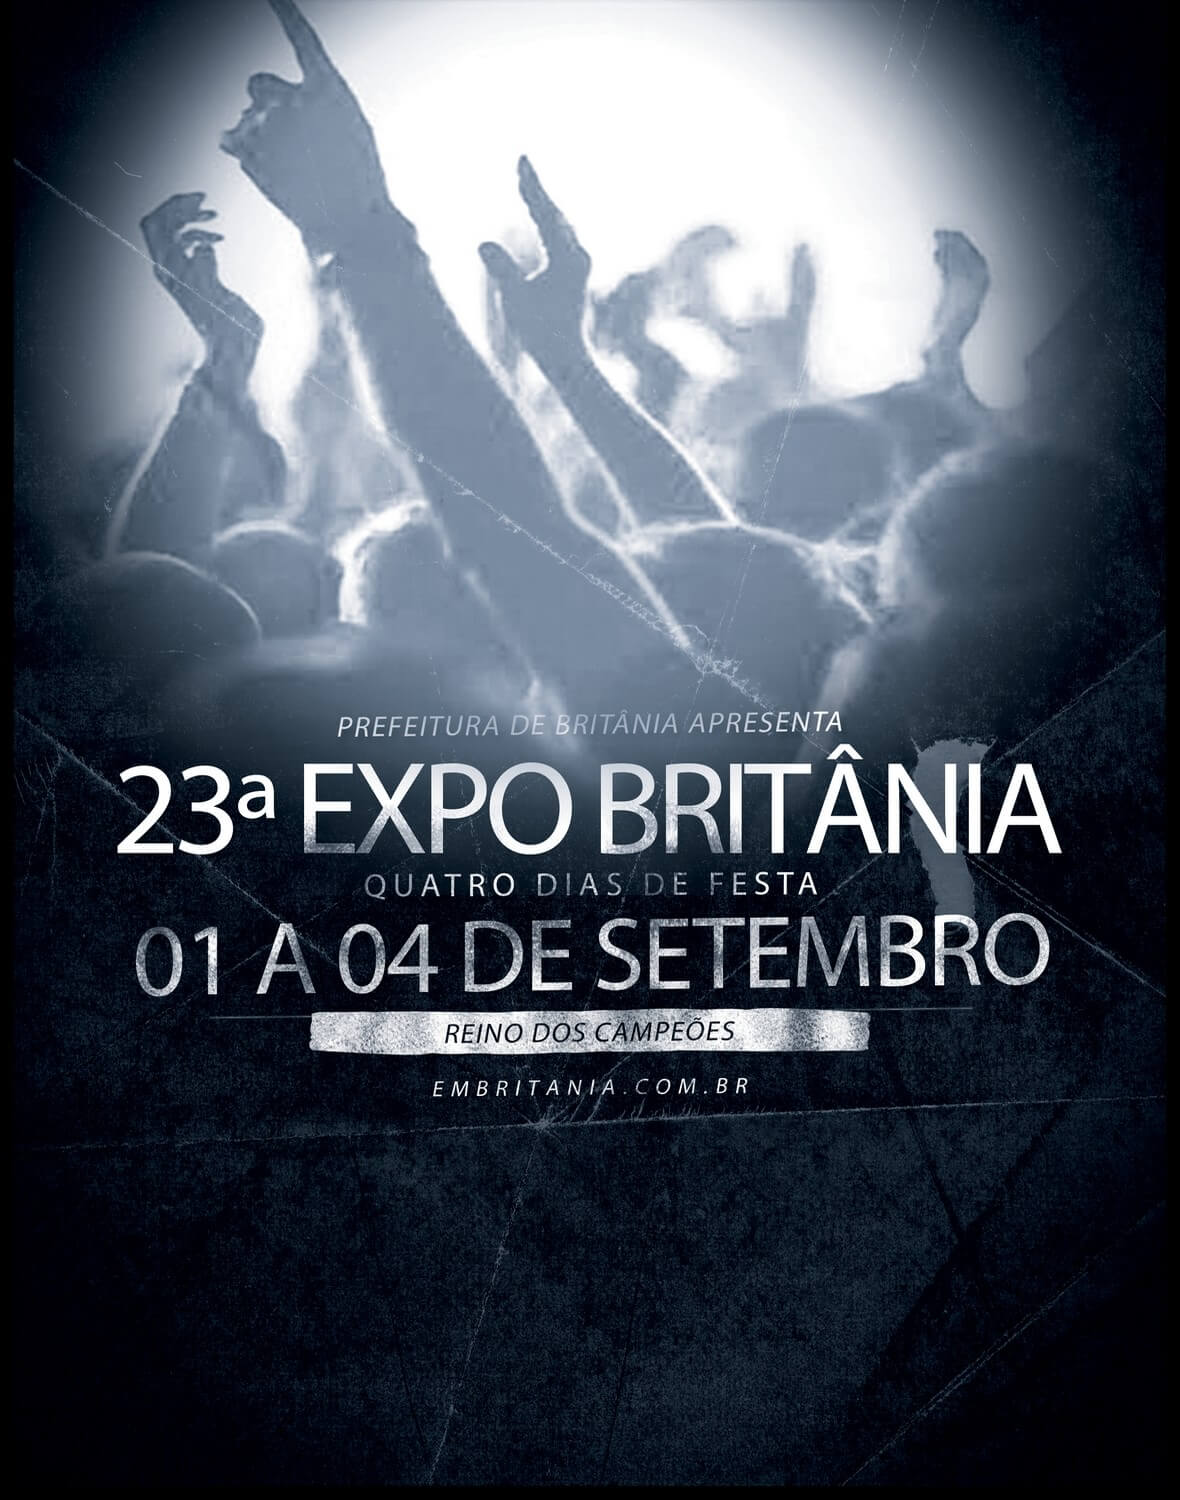 PREFEITURA DE BRITÂNIA APRESENTA
23ª EXPO BRITÂNIA
QUATRO DIAS DE FESTA
01 A 04 DE SETEMBRO
REINO DOS CAMPEÕES
EMBRITANIA.COM.BR